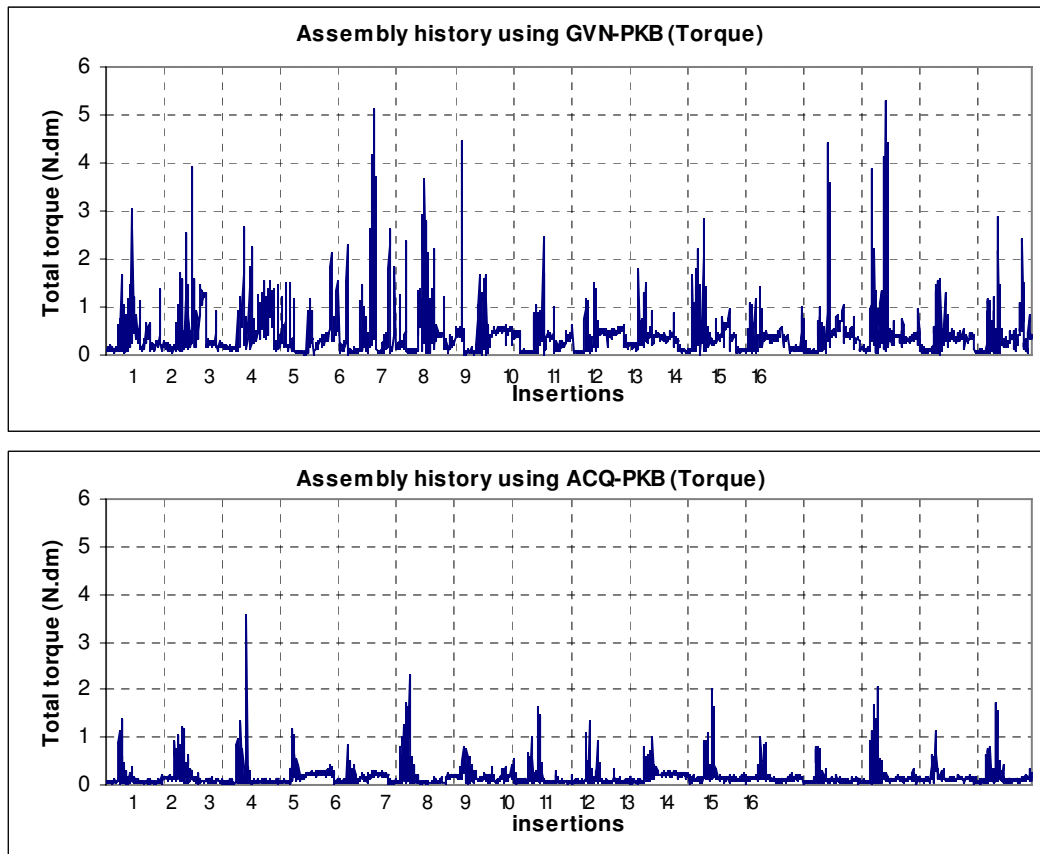 Assembly history using GVN-PKB (Torque)
6
5
4
3
2
1
0
Total torque (N.dm)
1 2 3 4 5 6 7 8 9 10 11 12 13 14 15 16
Insertions
Assembly history using ACQ-PKB (Torque)
6
5
4
3
2
1
0
Total torque (N.dm)
1 2 3 4 5 6 7 8 9 10 11 12 13 14 15 16
insertions